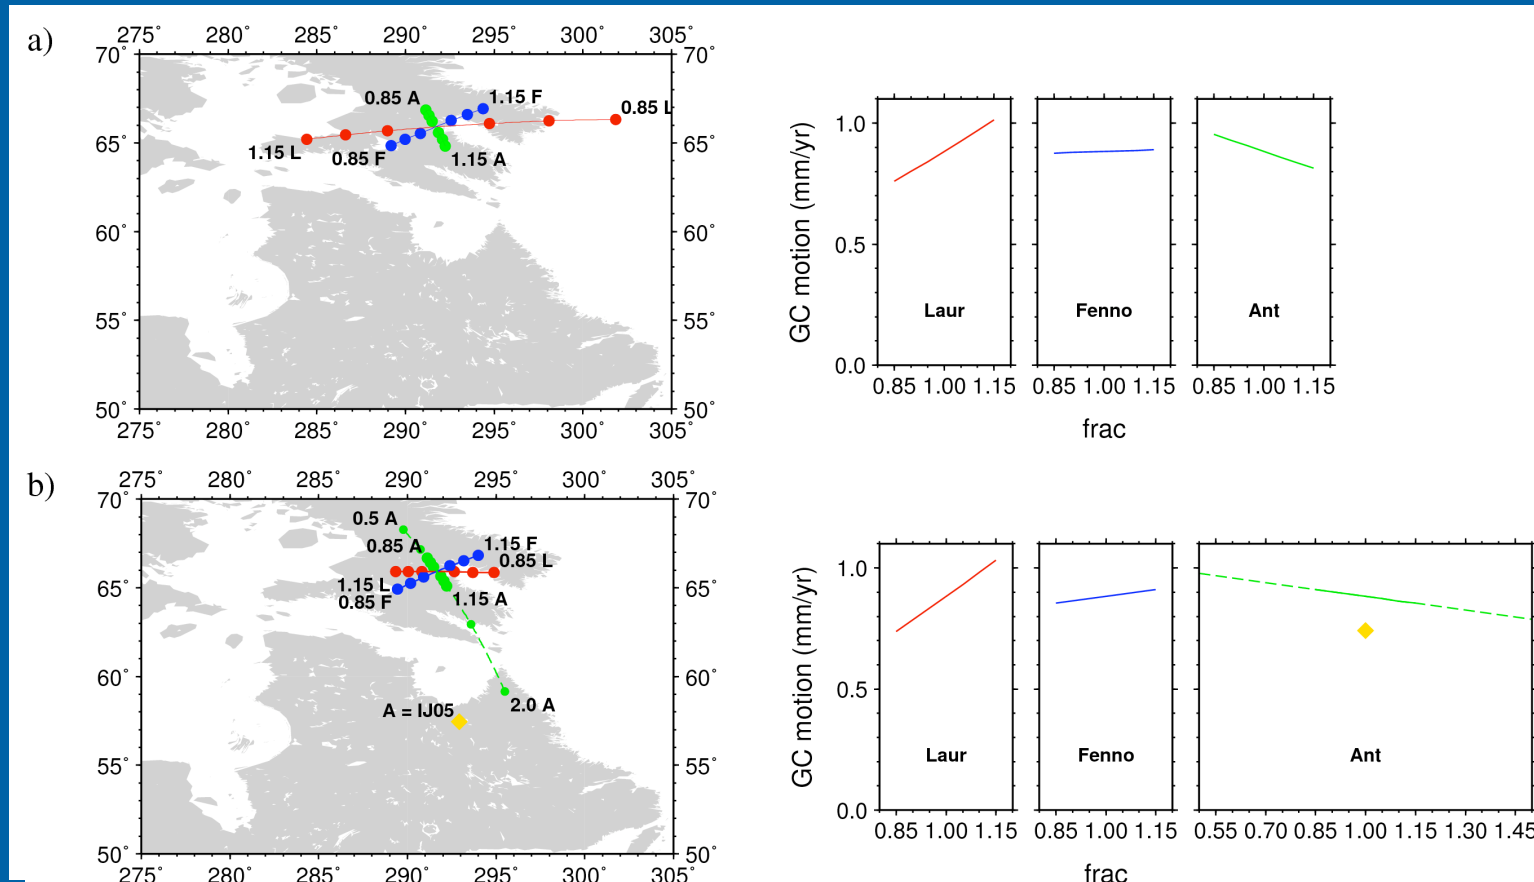 a)
275° 280° 285° 290° 295° 300° 305°
70° 70°
0.85 A 1.15 F 0.85 L
65° 65°
1.15 L 0.85 F 1.15 A
60° 60°
55° 55°
50° 50°
275° 280° 285° 290° 295° 300° 305°
GC motion (mm/yr)
1.0
0.5
0.0
Laur Fenno Ant
0.85 1.00 1.15 0.85 1.00 1.15 0.85 1.00 1.15
frac
b)
275° 280° 285° 290° 295° 300° 305°
70° 70°
0.5 A
0.85 A 1.15 F
0.85 L
65° 65°
1.15 L
0.85 F 1.15 A
60° 60°
A = IJ05 2.0 A
55° 55°
50° 50°
275° 280° 285° 290° 295° 300° 305°
GC motion (mm/yr)
1.0
0.5
0.0
Laur Fenno Ant
0.85 1.00 1.15 0.85 1.00 1.15 0.55 0.70 0.85 1.00 1.15 1.30 1.45
frac